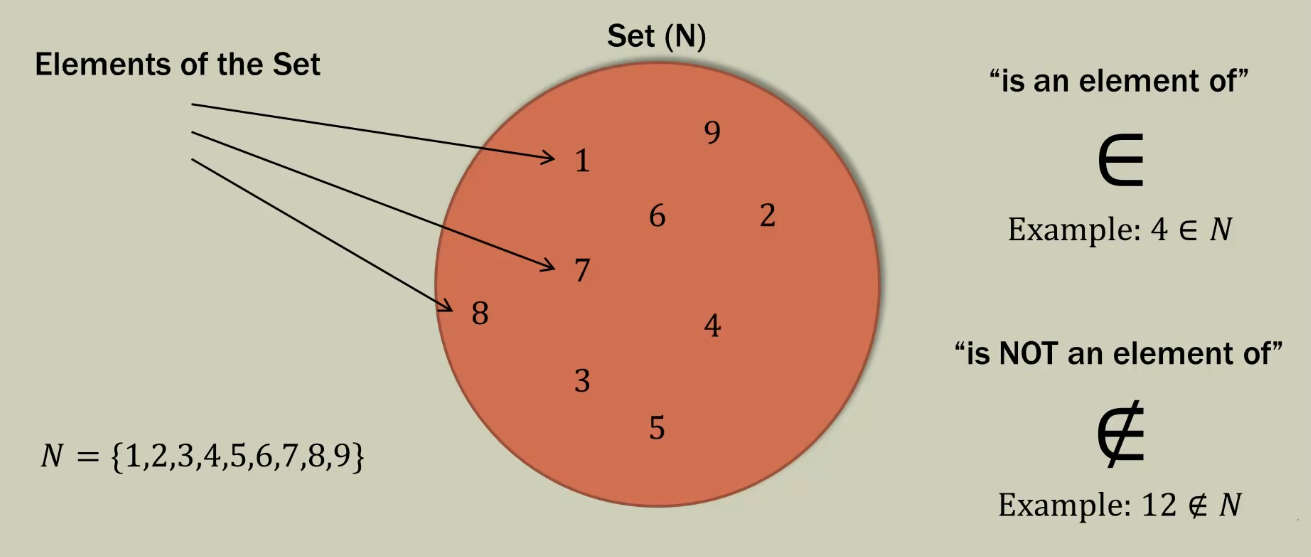 Set (N)
Elements of the Set
1
9
6
2
7
8
4
3
5
N = {1,2,3,4,5,6,7,8,9}
“is an element of”
∈
Example: 4 ∈ N
“is NOT an element of”
∉
Example: 12 ∉ N